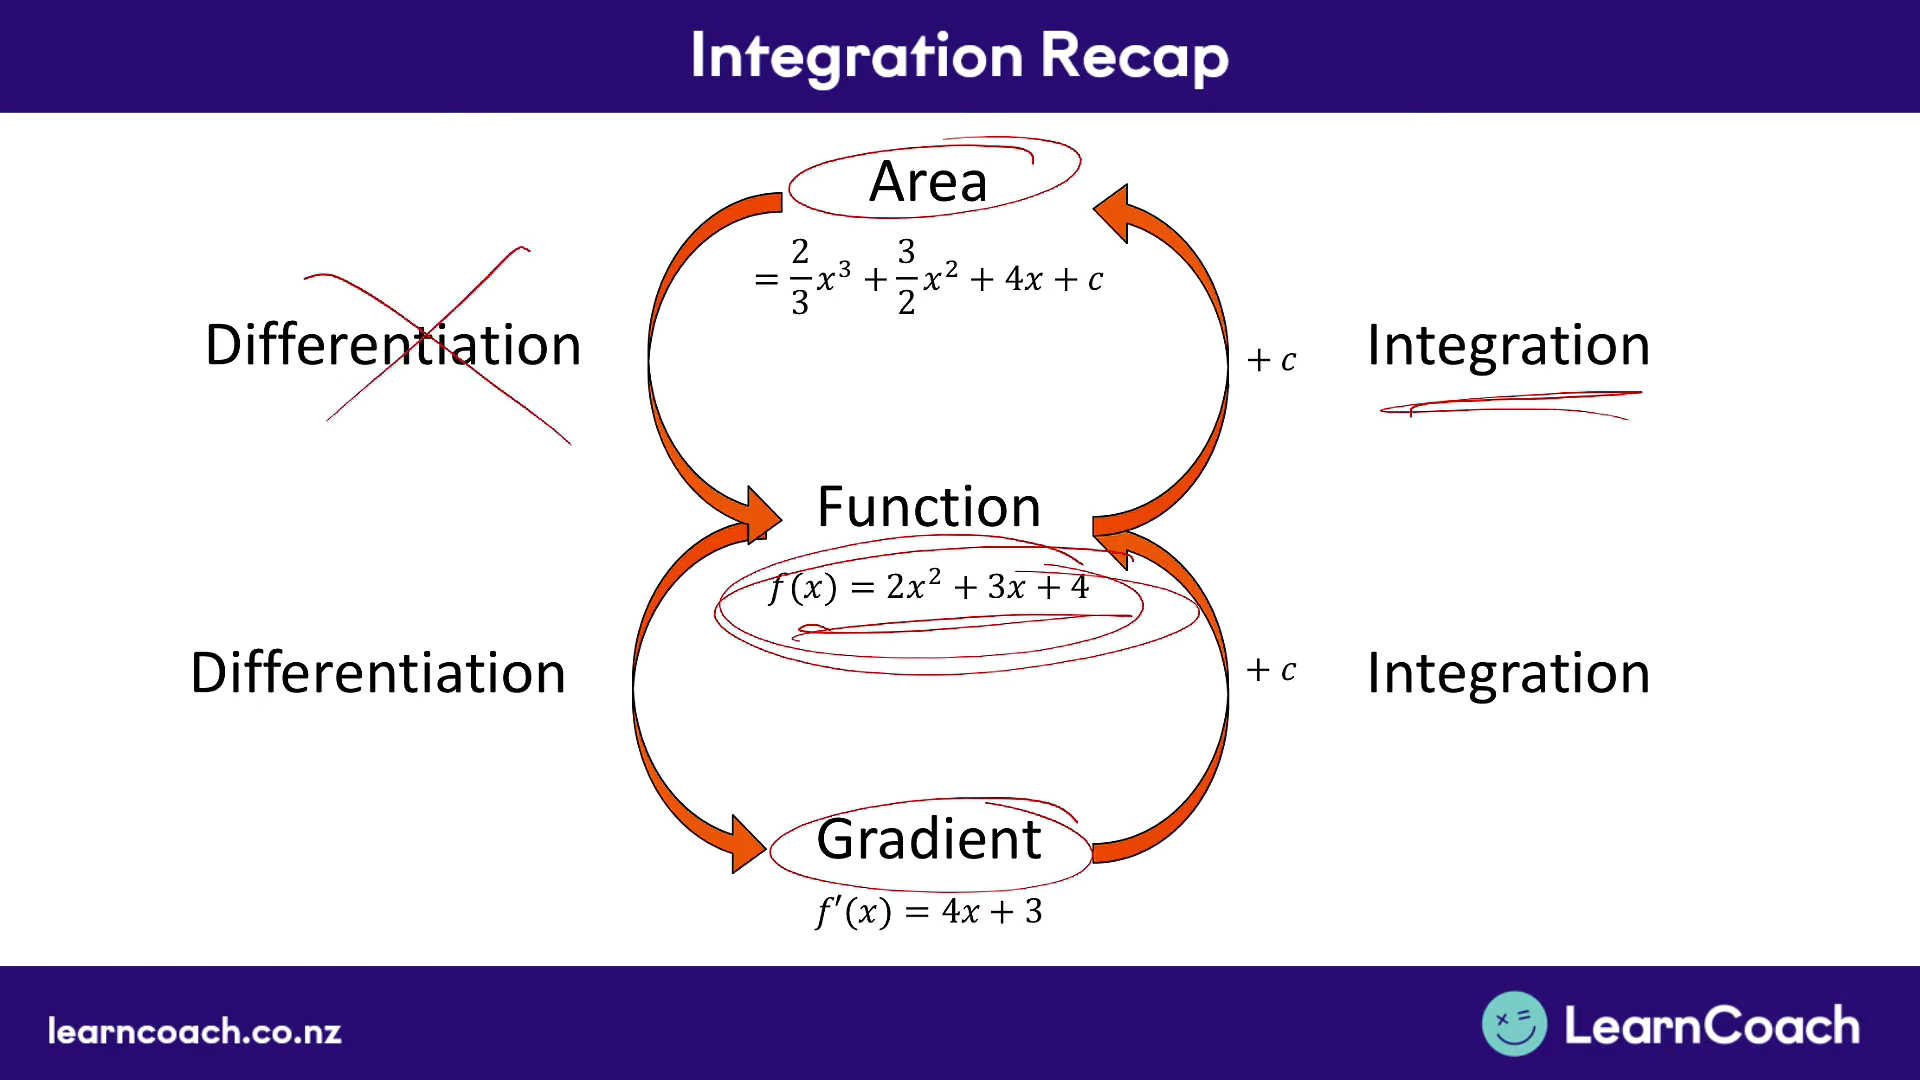 Integration Recap
Area
= 2/3 x³ + 3/2 x² + 4x + c
Differentiation
+ c
Integration
Function
f(x) = 2x² + 3x + 4
Differentiation
+ c
Integration
Gradient
f′(x) = 4x + 3
learncoach.co.nz
x =
LearnCoach